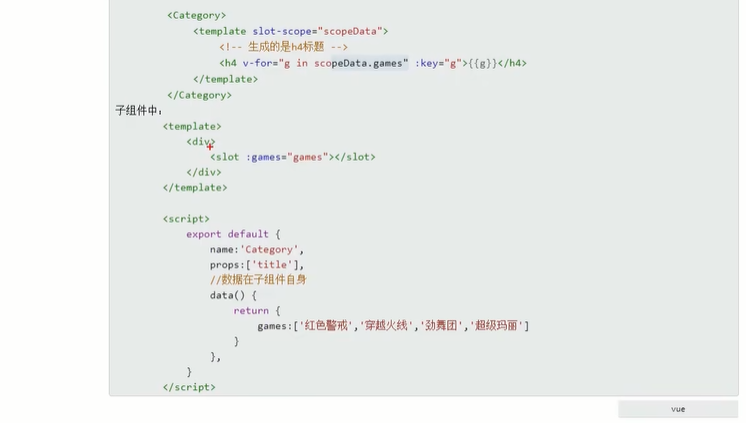 <Category>
<template slot-scope="scopeData">
<!-- 生成的是h4标题 -->
<h4 v-for="g in scopeData.games" :key="g">{{g}}</h4>
</template>
</Category>
子组件中：
<template>
<div>
<slot :games="games"></slot>
</div>
</template>
<script>
export default {
name:'Category',
props:['title'],
//数据在子组件自身
data() {
return {
games:['红色警戒','穿越火线','劲舞团','超级玛丽']
}
},
}
</script>
vue